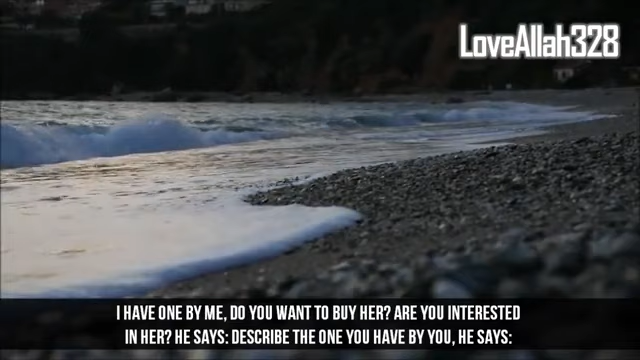 LoveAllah328
I HAVE ONE BY ME, DO YOU WANT TO BUY HER? ARE YOU INTERESTED
IN HER? HE SAYS: DESCRIBE THE ONE YOU HAVE BY YOU, HE SAYS: